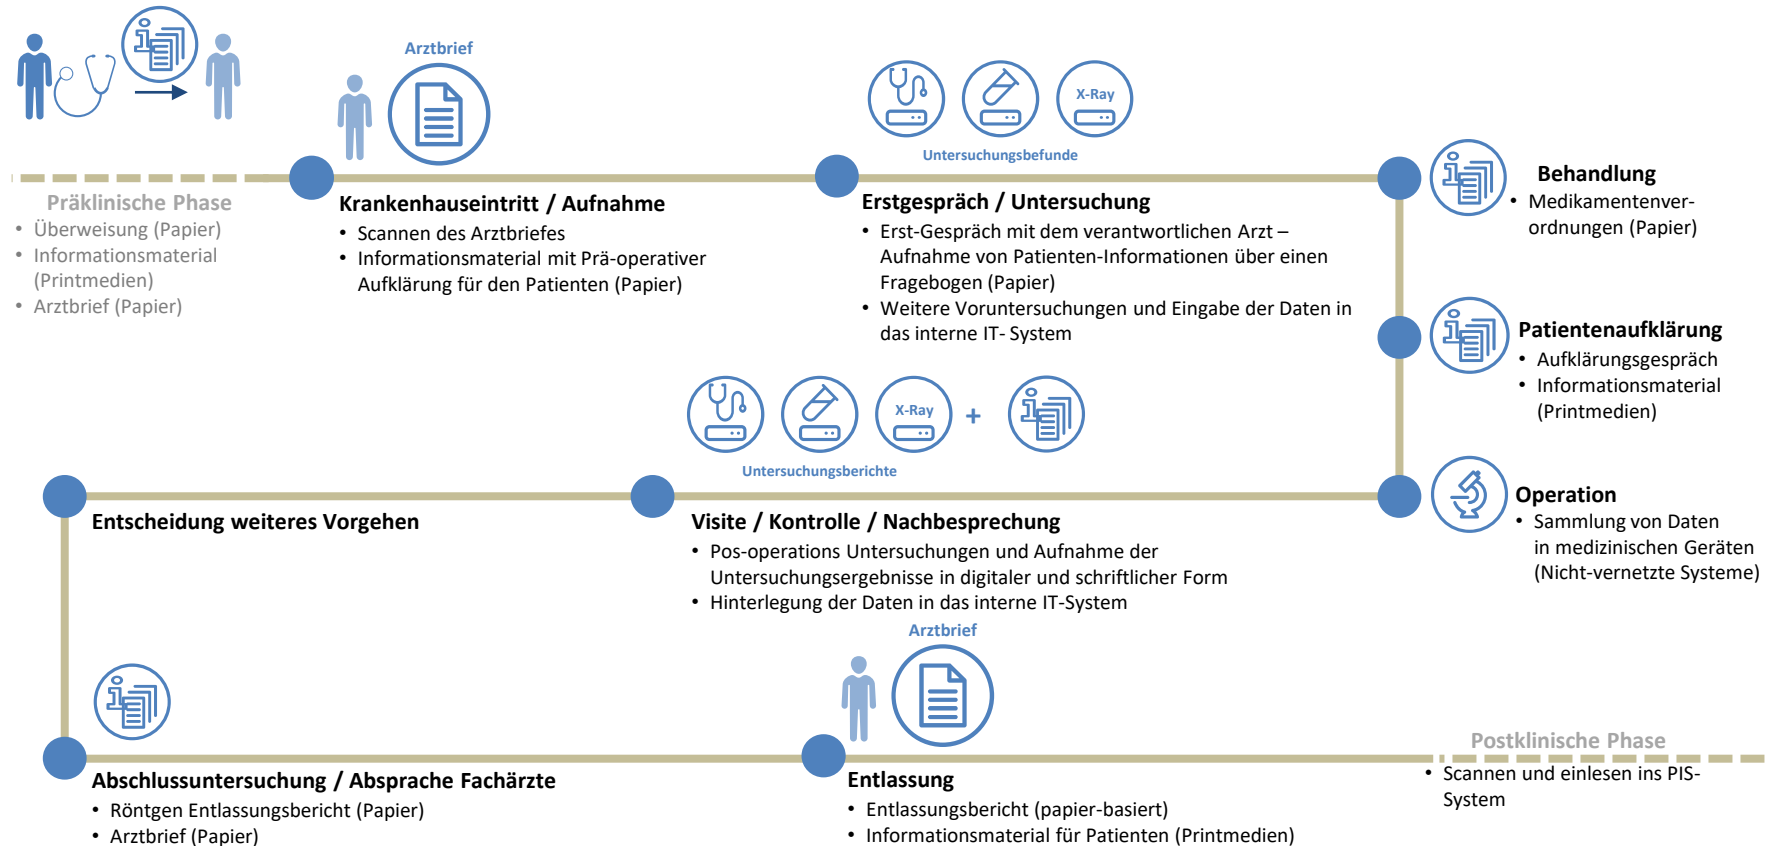 Arztbrief
X-Ray
Untersuchungsbefunde
Präklinische Phase
• Überweisung (Papier)
• Informationsmaterial
(Printmedien)
• Arztbrief (Papier)
Krankenhauseintritt / Aufnahme
• Scannen des Arztbriefes
• Informationsmaterial mit Prä-operativer
Aufklärung für den Patienten (Papier)
Erstgespräch / Untersuchung
• Erst-Gespräch mit dem verantwortlichen Arzt –
Aufnahme von Patienten-Informationen über einen
Fragebogen (Papier)
• Weitere Voruntersuchungen und Eingabe der Daten in
das interne IT- System
Behandlung
• Medikamentenver-
ordnungen (Papier)
Patientenaufklärung
• Aufklärungsgespräch
• Informationsmaterial
(Printmedien)
Operation
• Sammlung von Daten
in medizinischen Geräten
(Nicht-vernetzte Systeme)
X-Ray
+
Untersuchungsberichte
Visite / Kontrolle / Nachbesprechung
• Pos-operations Untersuchungen und Aufnahme der
Untersuchungsergebnisse in digitaler und schriftlicher Form
• Hinterlegung der Daten in das interne IT-System
Entscheidung weiteres Vorgehen
Abschlussuntersuchung / Absprache Fachärzte
• Röntgen Entlassungsbericht (Papier)
• Arztbrief (Papier)
Arztbrief
Entlassung
• Entlassungsbericht (papier-basiert)
• Informationsmaterial für Patienten (Printmedien)
Postklinische Phase
• Scannen und einlesen ins PIS-
System